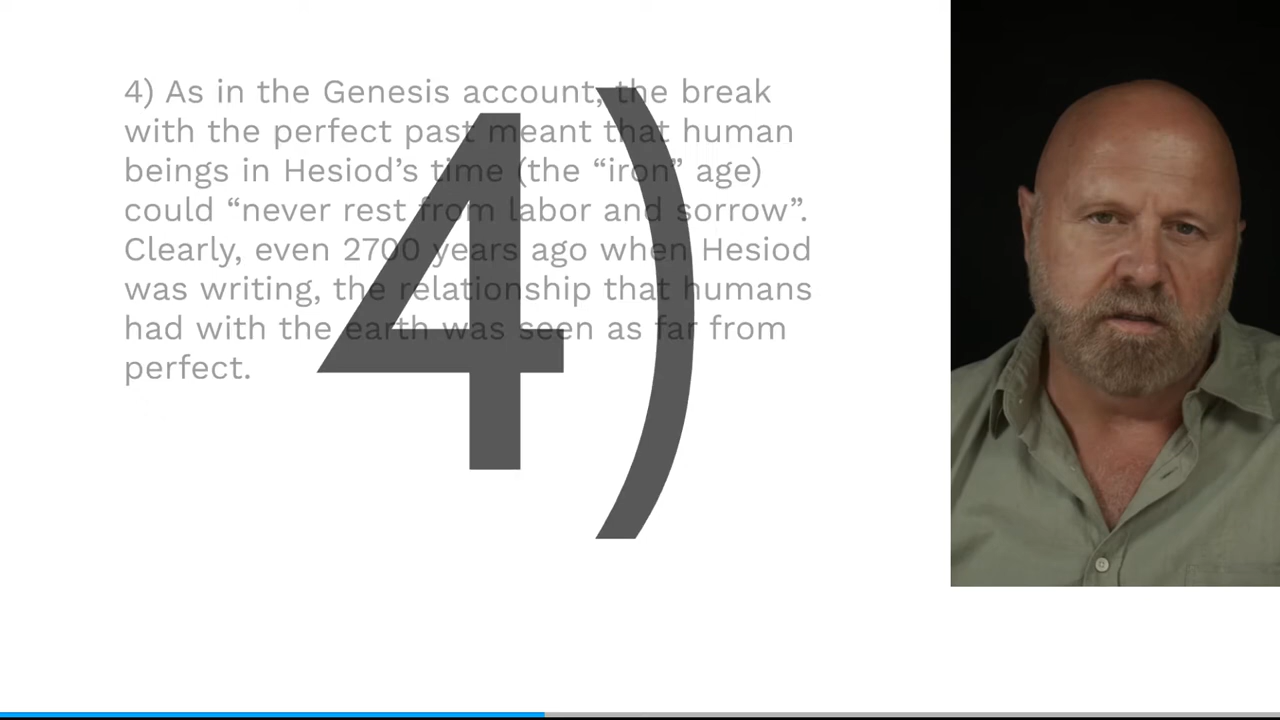 4) As in the Genesis account, the break
with the perfect past meant that human
beings in Hesiod’s time (the “iron” age)
could “never rest from labor and sorrow”.
Clearly, even 2700 years ago when Hesiod
was writing, the relationship that humans
had with the earth was seen as far from
perfect.
4)